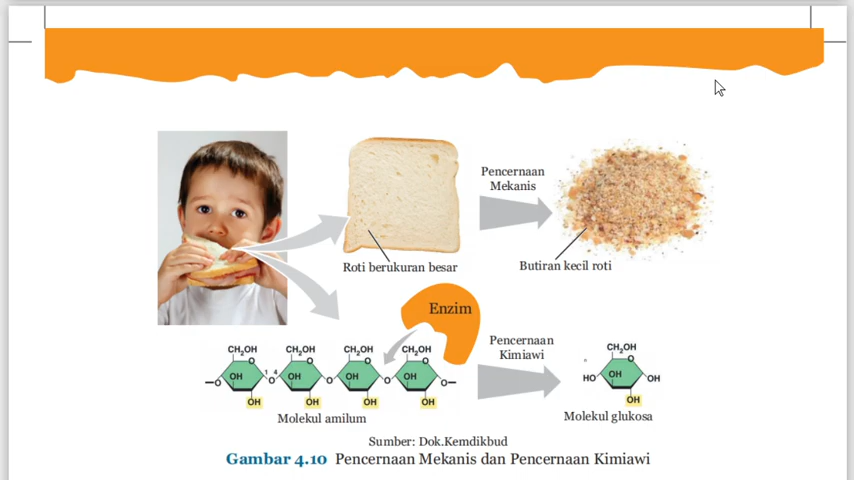 Pencernaan
Mekanis
Roti berukuran besar
Butiran kecil roti
Enzim
Pencernaan
Kimiawi
CH₂OH CH₂OH CH₂OH CH₂OH
O O O O
OH OH OH OH
O 1 4 O O O O
OH OH OH OH
Molekul amilum
CH₂OH
O
HO OH OH
OH
Molekul glukosa
Sumber: Dok.Kemdikbud
Gambar 4.10 Pencernaan Mekanis dan Pencernaan Kimiawi